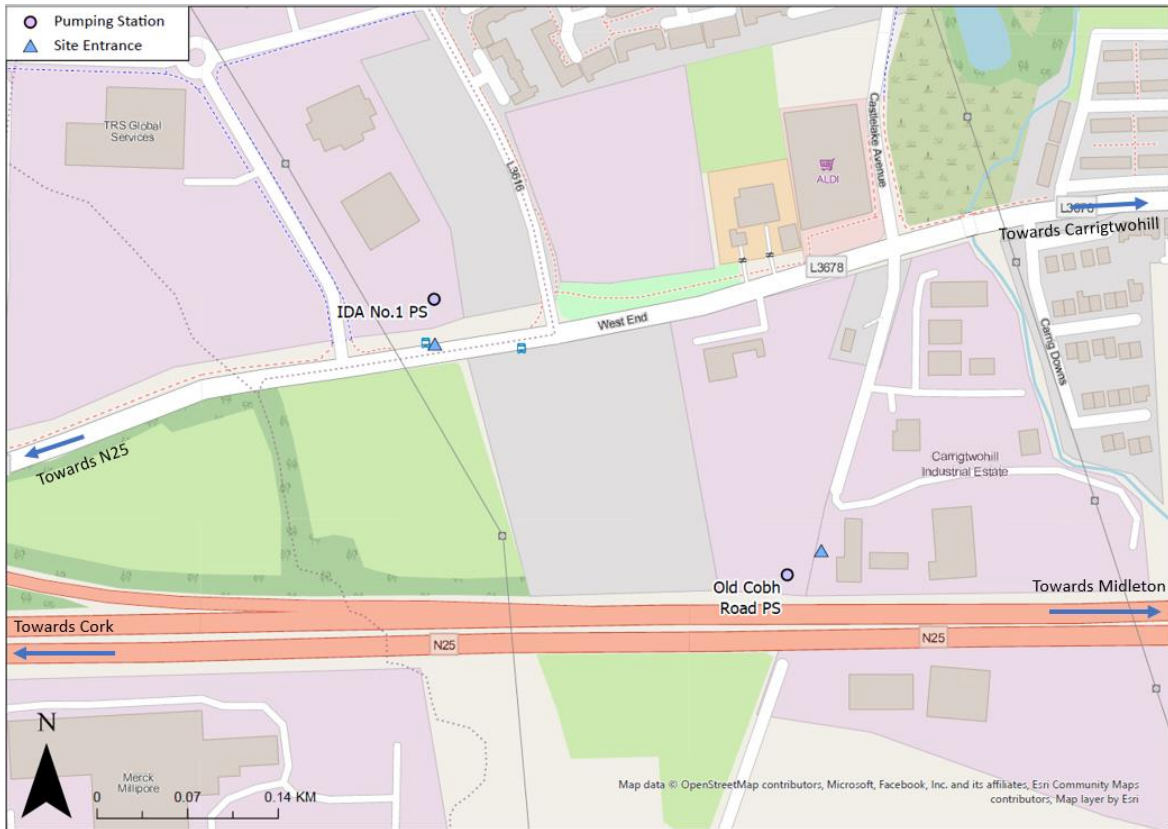 Pumping Station
Site Entrance
TRS Global
Services
L3616
Castlelake Avenue
ALDI
L3678
Towards Carrigtwohill
L3678
IDA No.1 PS
West End
Carrig Downs
Towards N25
Carrigtwohill
Industrial Estate
Old Cobh
Road PS
Towards Midleton
Towards Cork
N25
N25
N
0 0.07 0.14 KM
Merck
Millipore
Map data © OpenStreetMap contributors, Microsoft, Facebook, Inc. and its affiliates, Esri Community Maps
contributors, Map layer by Esri